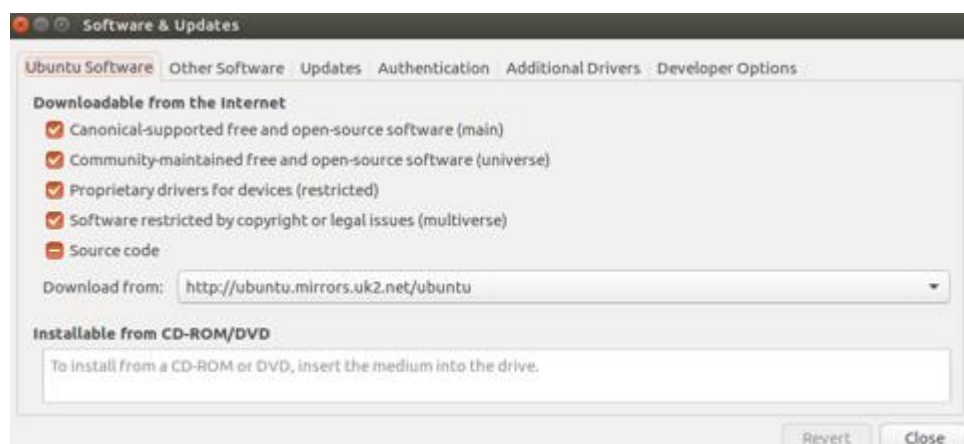 Software & Updates
Ubuntu Software Other Software Updates Authentication Additional Drivers Developer Options
Downloadable from the Internet
Canonical-supported free and open-source software (main)
Community-maintained free and open-source software (universe)
Proprietary drivers for devices (restricted)
Software restricted by copyright or legal issues (multiverse)
Source code
Download from: http://ubuntu.mirrors.uk2.net/ubuntu
Installable from CD-ROM/DVD
To install from a CD-ROM or DVD, insert the medium into the drive.
Revert Close